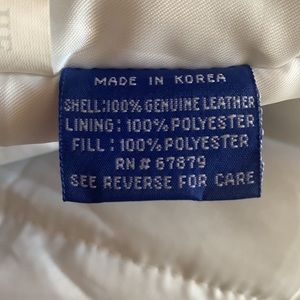 MADE IN KOREA
SHELL:100% GENUINE LEATHER
LINING: 100% POLYESTER
FILL: 100% POLYESTER
RN# 67879
SEE REVERSE FOR CARE